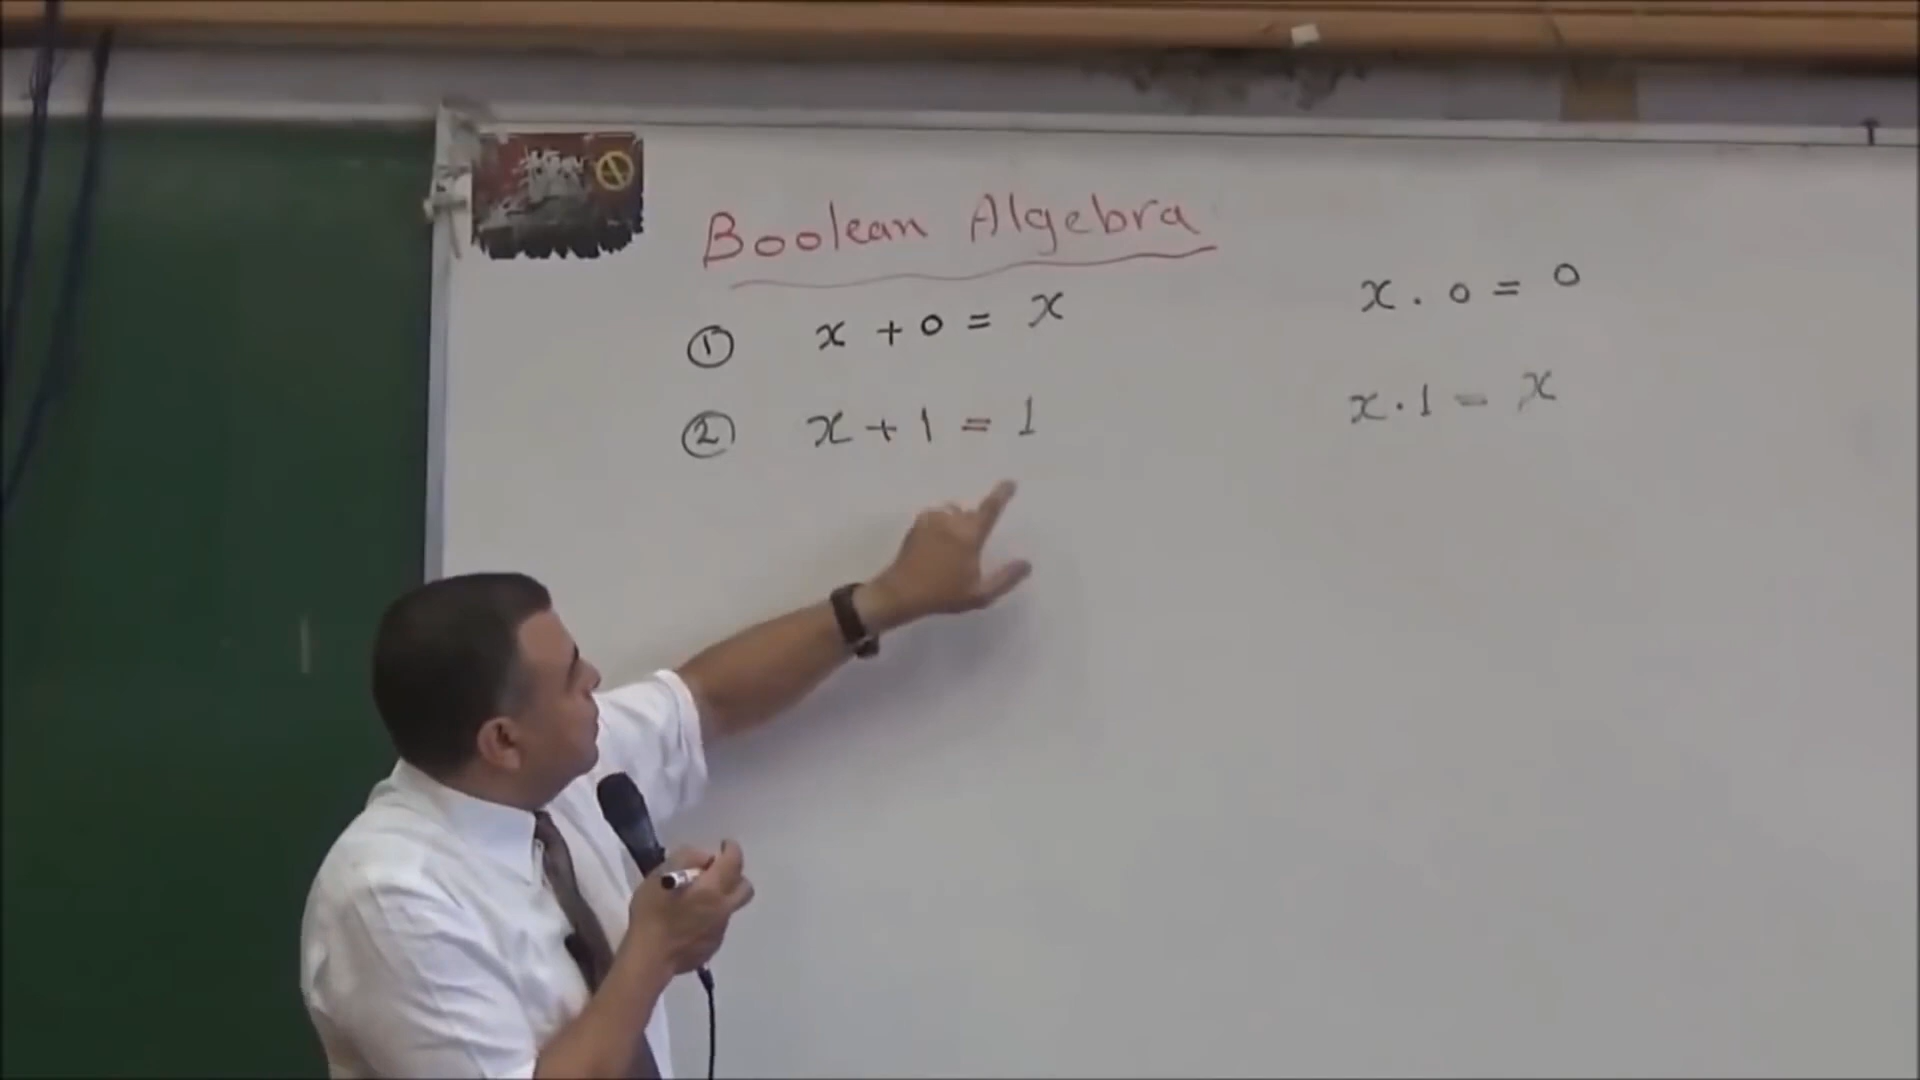 Boolean Algebra
① x + 0 = x
x . 0 = 0
② x + 1 = 1
x . 1 = x